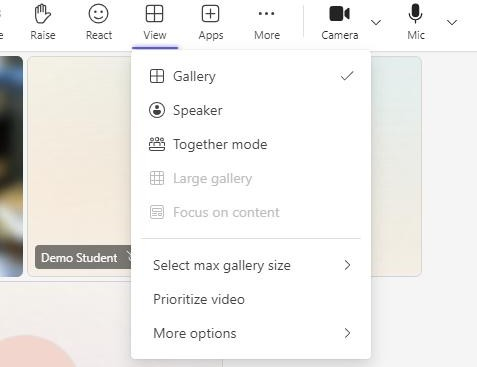 Raise React View Apps More Camera Mic
Gallery
Speaker
Together mode
Large gallery
Focus on content
Demo Student
Select max gallery size
Prioritize video
More options